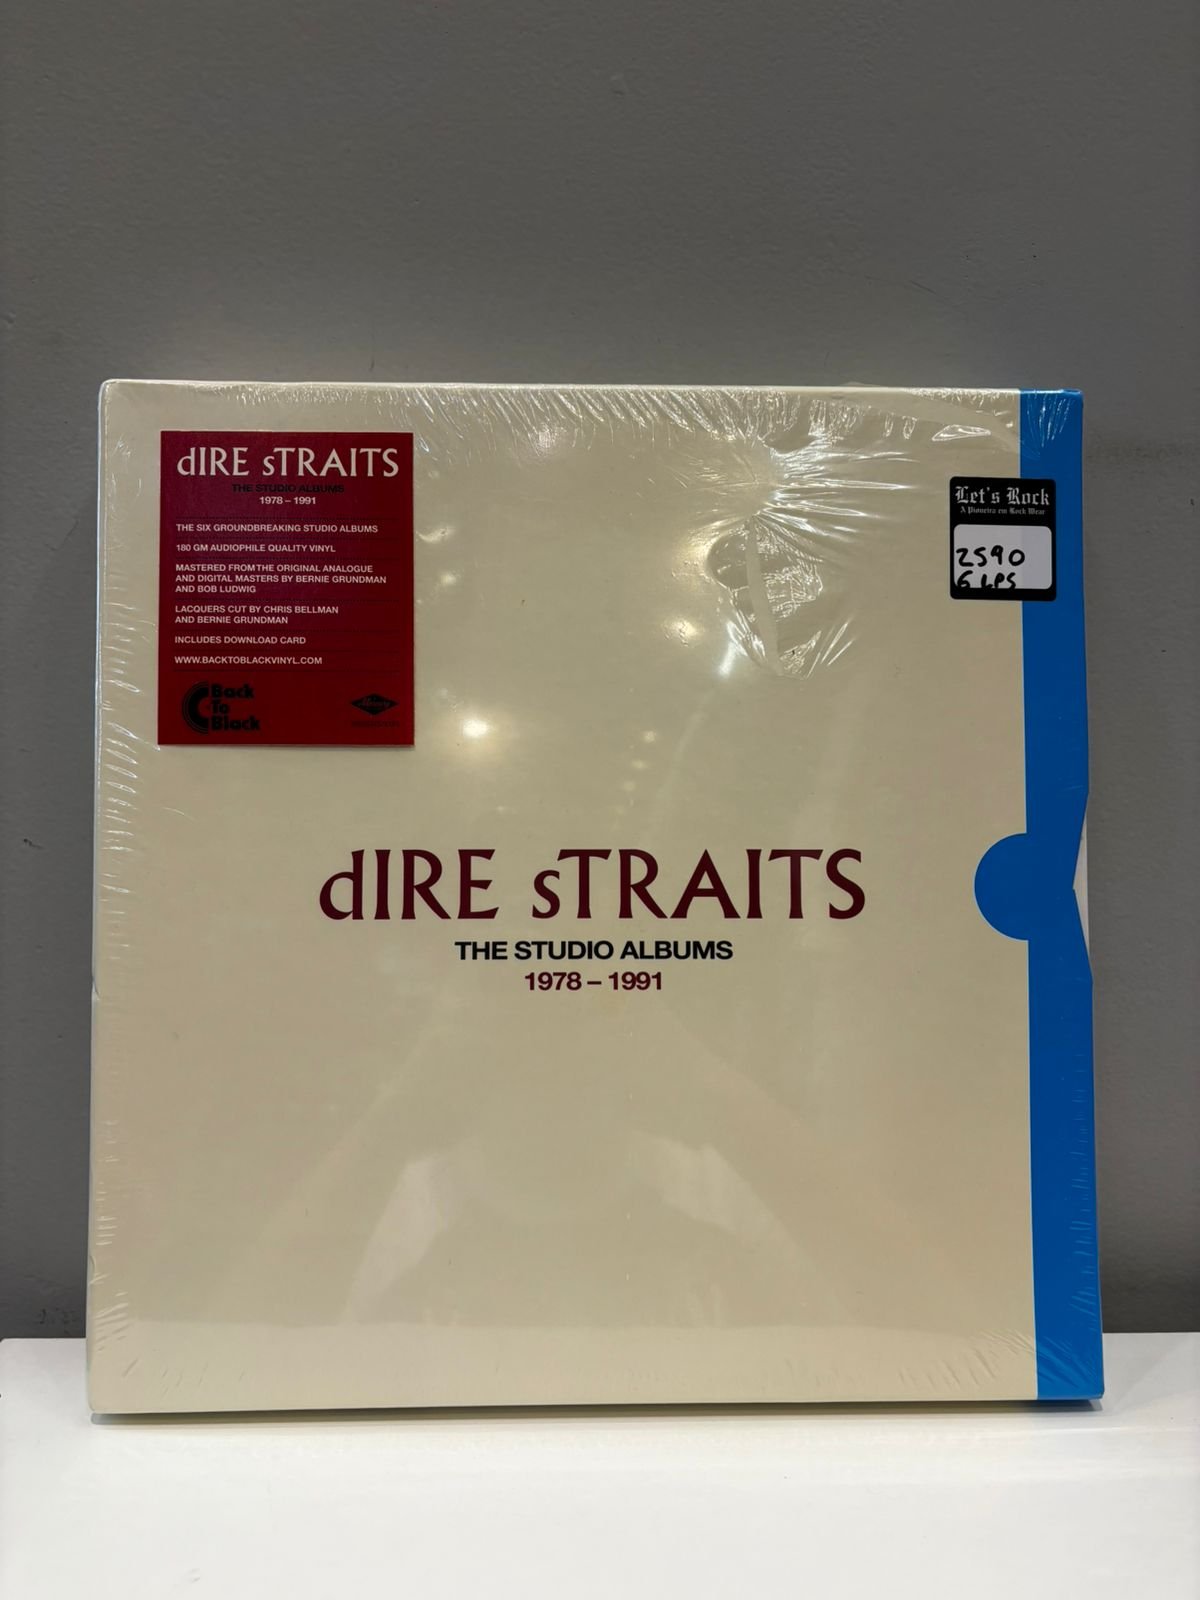 dIRE sTRAITS
THE STUDIO ALBUMS
1978 – 1991
THE SIX GROUNDBREAKING STUDIO ALBUMS
180 GM AUDIOPHILE QUALITY VINYL
MASTERED FROM THE ORIGINAL ANALOGUE
AND DIGITAL MASTERS BY BERNIE GRUNDMAN
AND BOB LUDWIG
LACQUERS CUT BY CHRIS BELLMAN
AND BERNIE GRUNDMAN
INCLUDES DOWNLOAD CARD
WWW.BACKTOBLACKVINYL.COM
Back
To
Black
Mercury
Let's Rock
A Pioneira em Rock Wear
2590
6 LPS
dIRE sTRAITS
THE STUDIO ALBUMS
1978 – 1991